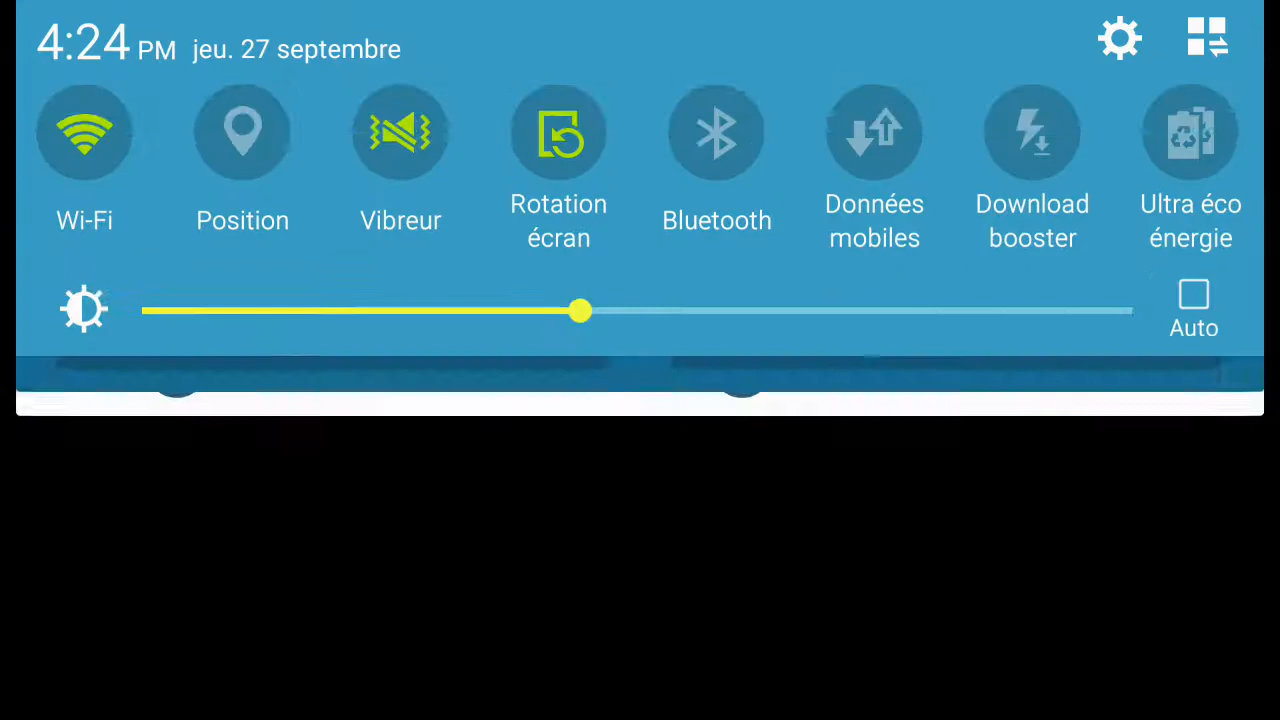 4:24 PM jeu. 27 septembre
Wi-Fi
Position
Vibreur
Rotation
écran
Bluetooth
Données
mobiles
Download
booster
Ultra éco
énergie
Auto